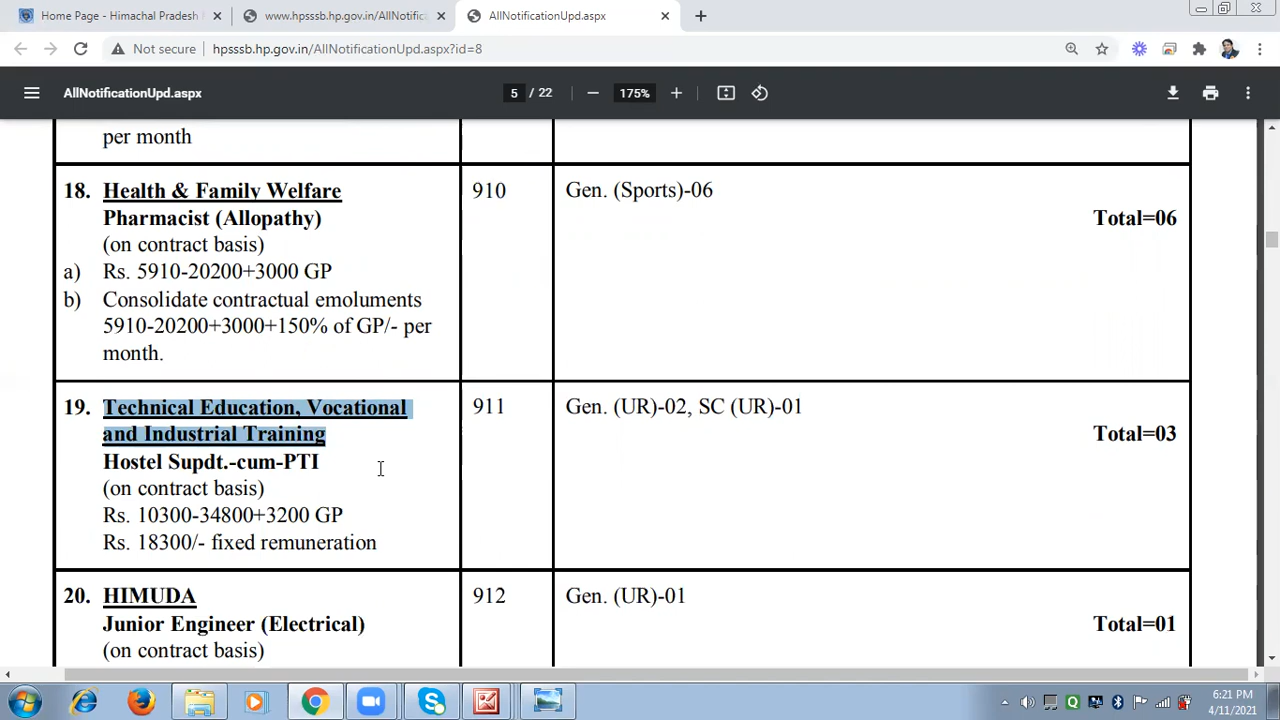 Home Page - Himachal Pradesh
www.hpsssb.hp.gov.in/AllNotific
AllNotificationUpd.aspx
Not secure
hpsssb.hp.gov.in/AllNotificationUpd.aspx?id=8
AllNotificationUpd.aspx
5 / 22
175%
per month
18. Health & Family Welfare 910 Gen. (Sports)-06
Pharmacist (Allopathy) Total=06
(on contract basis)
a) Rs. 5910-20200+3000 GP
b) Consolidate contractual emoluments
5910-20200+3000+150% of GP/- per
month.
19. Technical Education, Vocational 911 Gen. (UR)-02, SC (UR)-01
and Industrial Training Total=03
Hostel Supdt.-cum-PTI
(on contract basis)
Rs. 10300-34800+3200 GP
Rs. 18300/- fixed remuneration
20. HIMUDA 912 Gen. (UR)-01
Junior Engineer (Electrical) Total=01
(on contract basis)
6:21 PM
4/11/2021